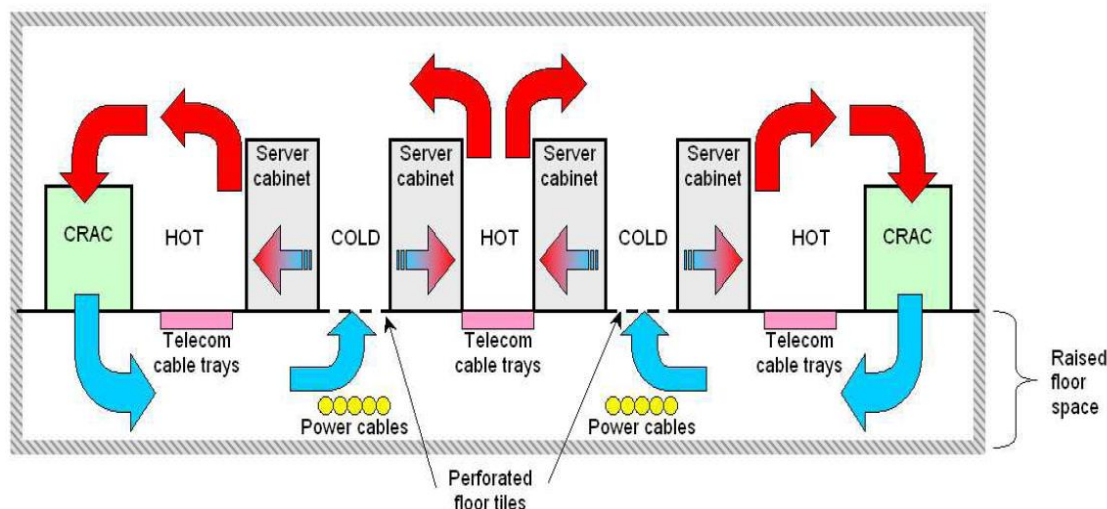 Server
cabinet
Server
cabinet
Server
cabinet
Server
cabinet
CRAC
HOT
COLD
HOT
COLD
HOT
CRAC
Telecom
cable trays
Telecom
cable trays
Telecom
cable trays
Power cables
Power cables
Raised
floor
space
Perforated
floor tiles